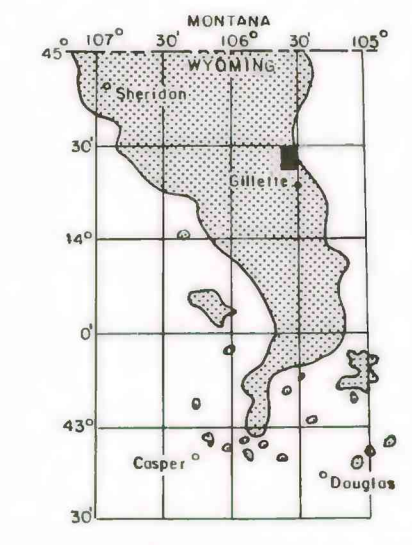 MONTANA
107° 30' 106° 30' 105°
45°
WYOMING
Sheridan
30'
Gillette
14°
0'
43°
Casper
Douglas
30'